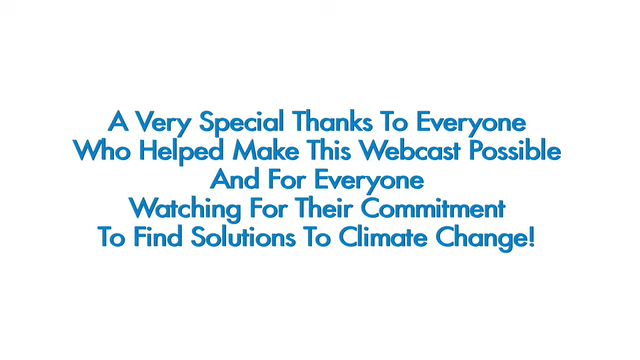 A Very Special Thanks To Everyone
Who Helped Make This Webcast Possible
And For Everyone
Watching For Their Commitment
To Find Solutions To Climate Change!